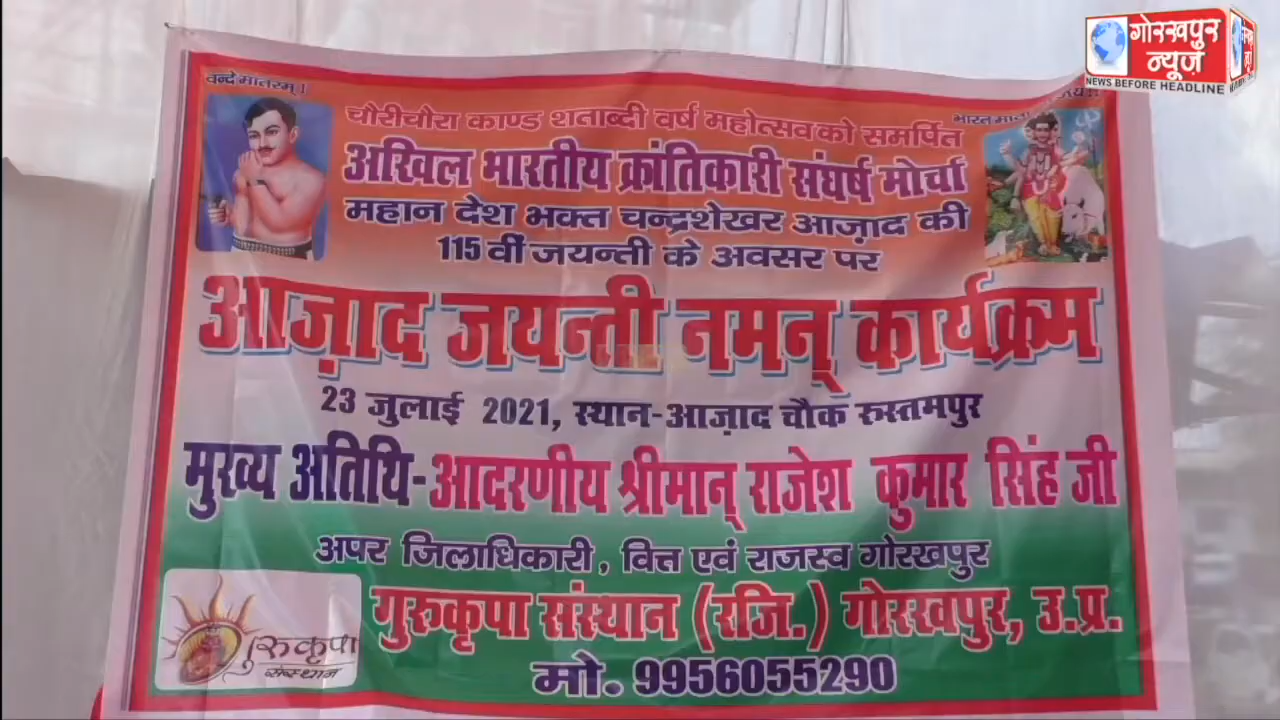 गोरखपुर
न्यूज़
NEWS BEFORE HEADLINE
वन्दे मातरम् !
भारत माता
चौरीचौरा काण्ड शताब्दी वर्ष महोत्सव को समर्पित
अखिल भारतीय क्रांतिकारी संघर्ष मोर्चा
महान देश भक्त चन्द्रशेखर आज़ाद की
115 वीं जयन्ती के अवसर पर
आज़ाद जयन्ती नमन् कार्यक्रम
23 जुलाई 2021, स्थान-आज़ाद चौक रुस्तमपुर
मुख्य अतिथि-आदरणीय श्रीमान् राजेश कुमार सिंह जी
अपर जिलाधिकारी, वित्त एवं राजस्व गोरखपुर
गुरुकृपा संस्थान (रजि.) गोरखपुर, उ.प्र.
गुरुकृपा
संस्थान
मो. 9956055290